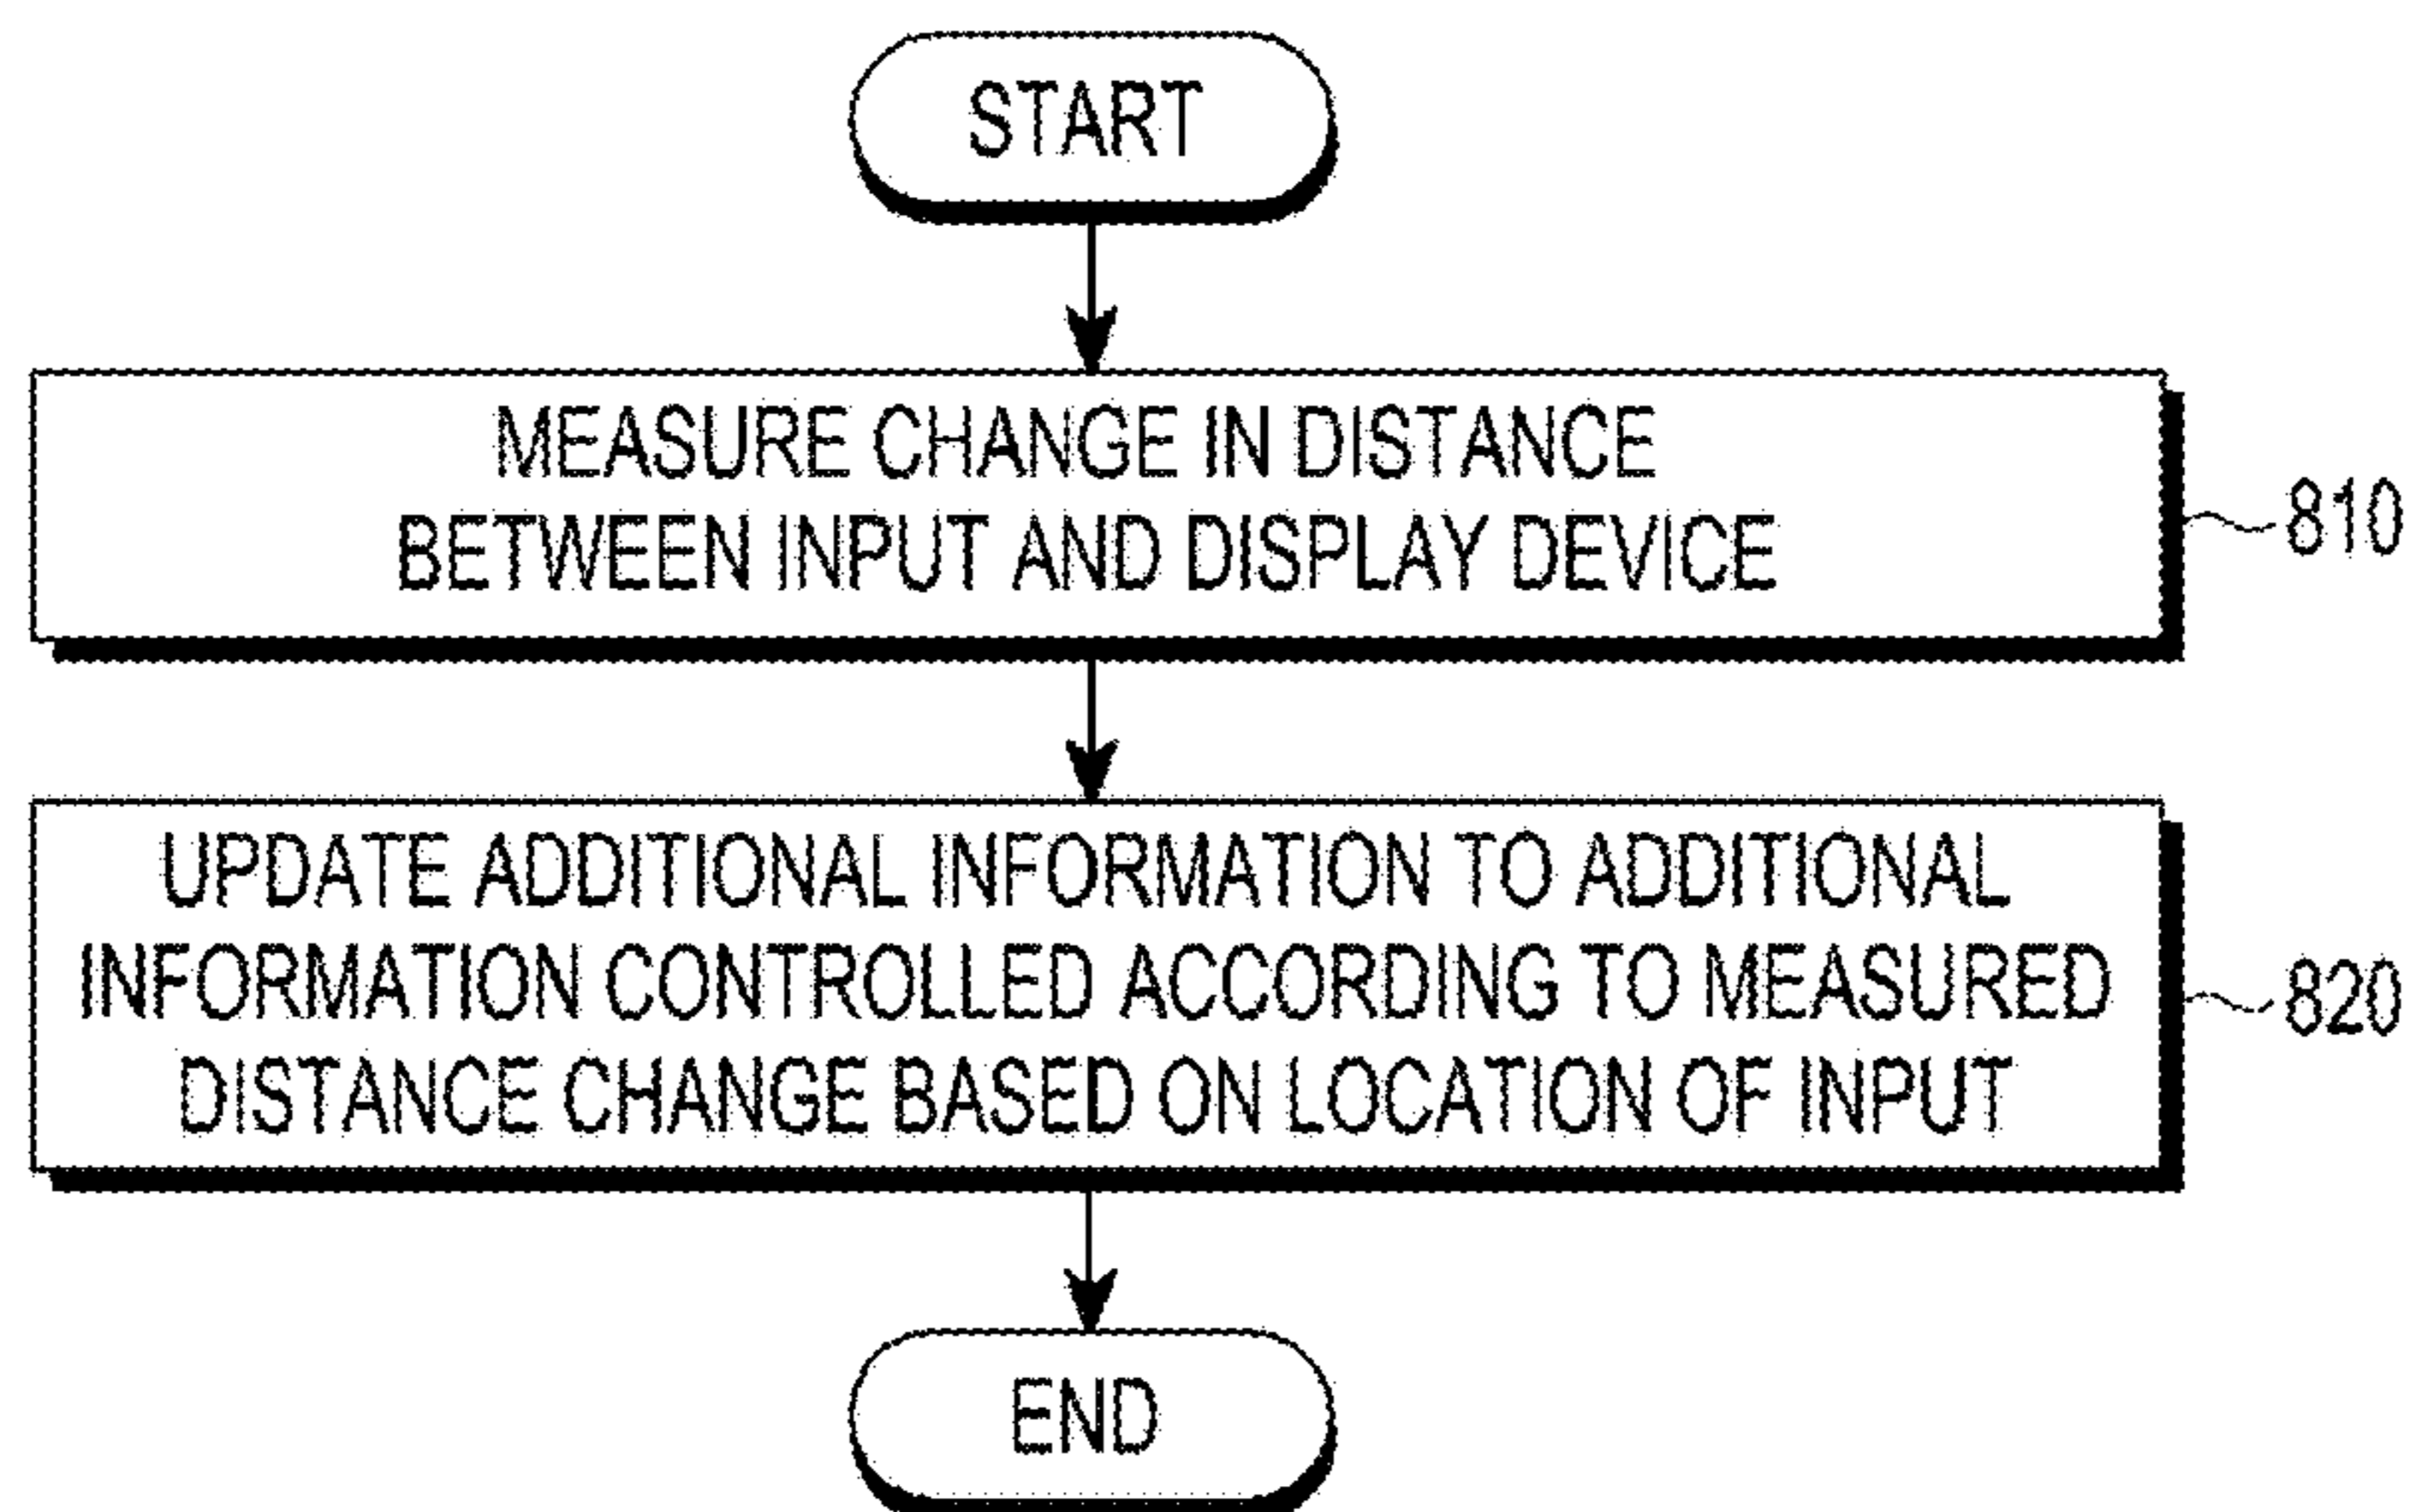 START
MEASURE CHANGE IN DISTANCE
BETWEEN INPUT AND DISPLAY DEVICE
810
UPDATE ADDITIONAL INFORMATION TO ADDITIONAL
INFORMATION CONTROLLED ACCORDING TO MEASURED
DISTANCE CHANGE BASED ON LOCATION OF INPUT
820
END